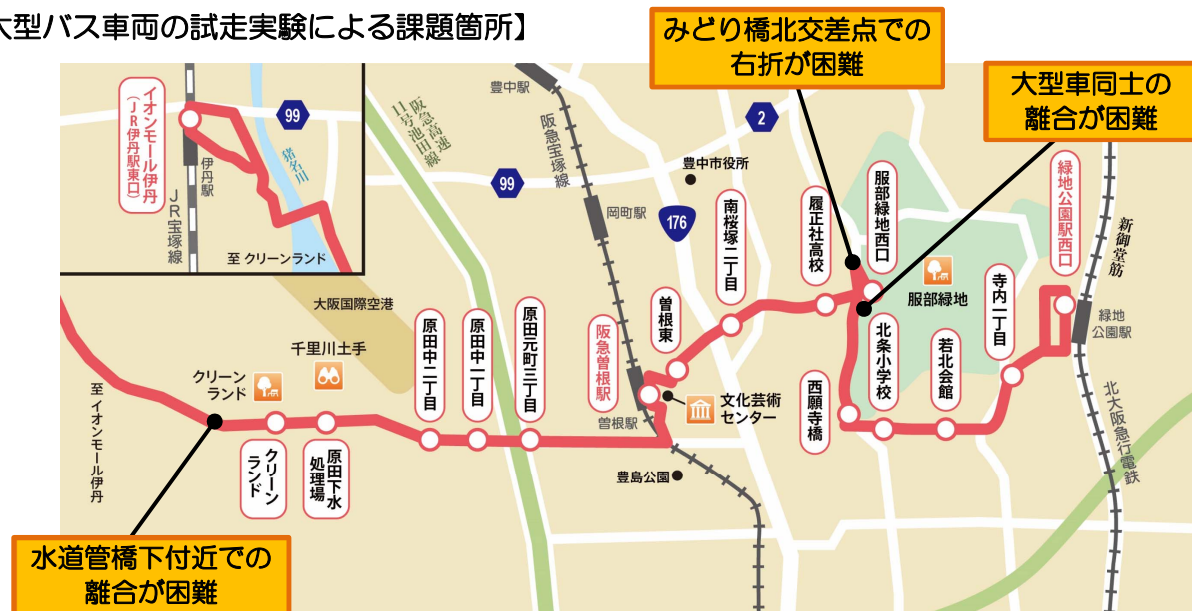 大型バス車両の試走実験による課題箇所】
みどり橋北交差点での
右折が困難
大型車同士の
離合が困難
イオンモール伊丹
（JR伊丹駅東口）
伊丹駅
JR宝塚線
99
猪名川
至 クリーンランド
阪急高速
11号池田線
99
豊中駅
阪急宝塚線
岡町駅
176
2
豊中市役所
大阪国際空港
千里川土手
クリーン
ランド
至 イオンモール伊丹
クリーン
ランド
原田下水
処理場
原田中二丁目
原田中一丁目
原田元町三丁目
阪急曽根駅
曽根駅
曽根東
文化芸術
センター
豊島公園
南桜塚二丁目
履正社高校
服部緑地西口
服部緑地
北条小学校
西願寺橋
若北会館
寺内一丁目
緑地公園駅西口
新御堂筋
緑地
公園駅
北大阪急行電鉄
水道管橋下付近での
離合が困難